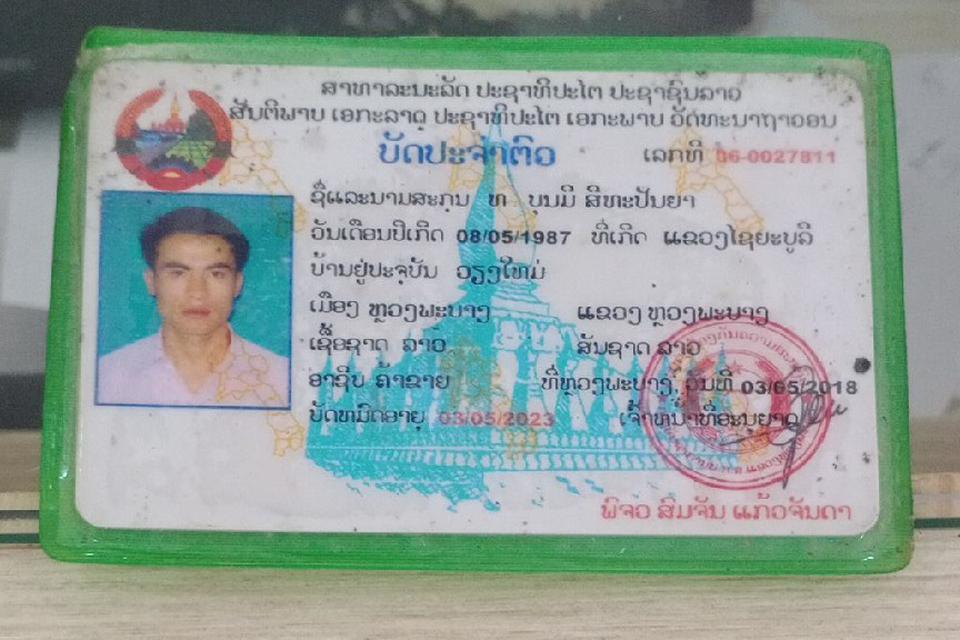 ສາທາລະນະລັດ ປະຊາທິປະໄຕ ປະຊາຊົນລາວ
ສັນຕິພາບ ເອກະລາດ ປະຊາທິປະໄຕ ເອກະພາບ ວັດທະນາຖາວອນ
ບັດປະຈຳຕົວ
ເລກທີ 06-0027811
ຊື່ແລະນາມສະກຸນ ທ ບຸນມີ ສີທະປັນຍາ
ວັນເດືອນປີເກີດ 08/05/1987 ທີ່ເກີດ ແຂວງໄຊຍະບູລີ
ບ້ານຢູ່ປະຈຸບັນ ວຽງໃໝ່
ເມືອງ ຫຼວງພະບາງ ແຂວງ ຫຼວງພະບາງ
ເຊື້ອຊາດ ລາວ ສັນຊາດ ລາວ
ອາຊີບ ຄ້າຂາຍ ທີ່ຫຼວງພະບາງ, ວັນທີ 03/05/2018
ບັດຫມົດອາຍຸ 03/05/2023 ເຈົ້າຫນ້າທີ່ອະນຸຍາດ
ພິຈອ ສົມຈັນ ແກ້ວຈັນດາ